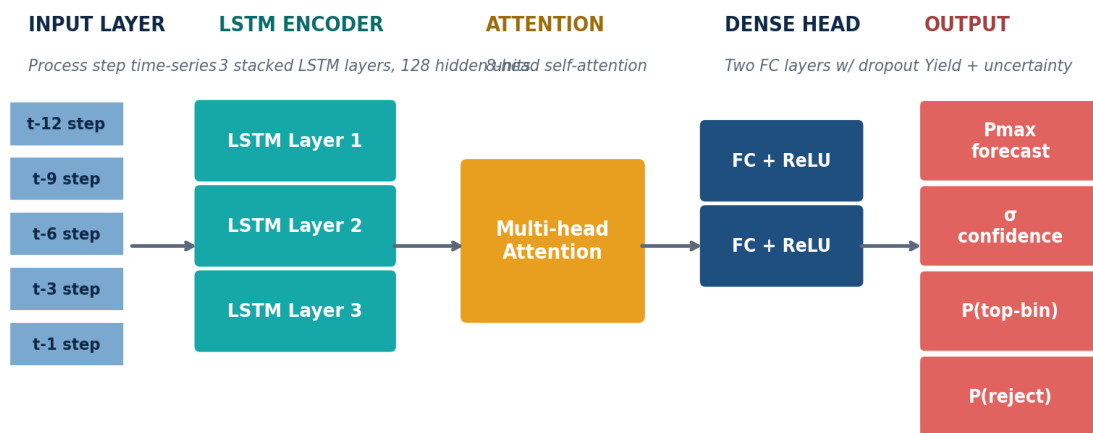 INPUT LAYER
Process step time-series
t-12 step
t-9 step
t-6 step
t-3 step
t-1 step
LSTM ENCODER
3 stacked LSTM layers, 128 hidden units
LSTM Layer 1
LSTM Layer 2
LSTM Layer 3
ATTENTION
8-head self-attention
Multi-head
Attention
DENSE HEAD
Two FC layers w/ dropout
FC + ReLU
FC + ReLU
OUTPUT
Yield + uncertainty
Pmax
forecast
σ
confidence
P(top-bin)
P(reject)